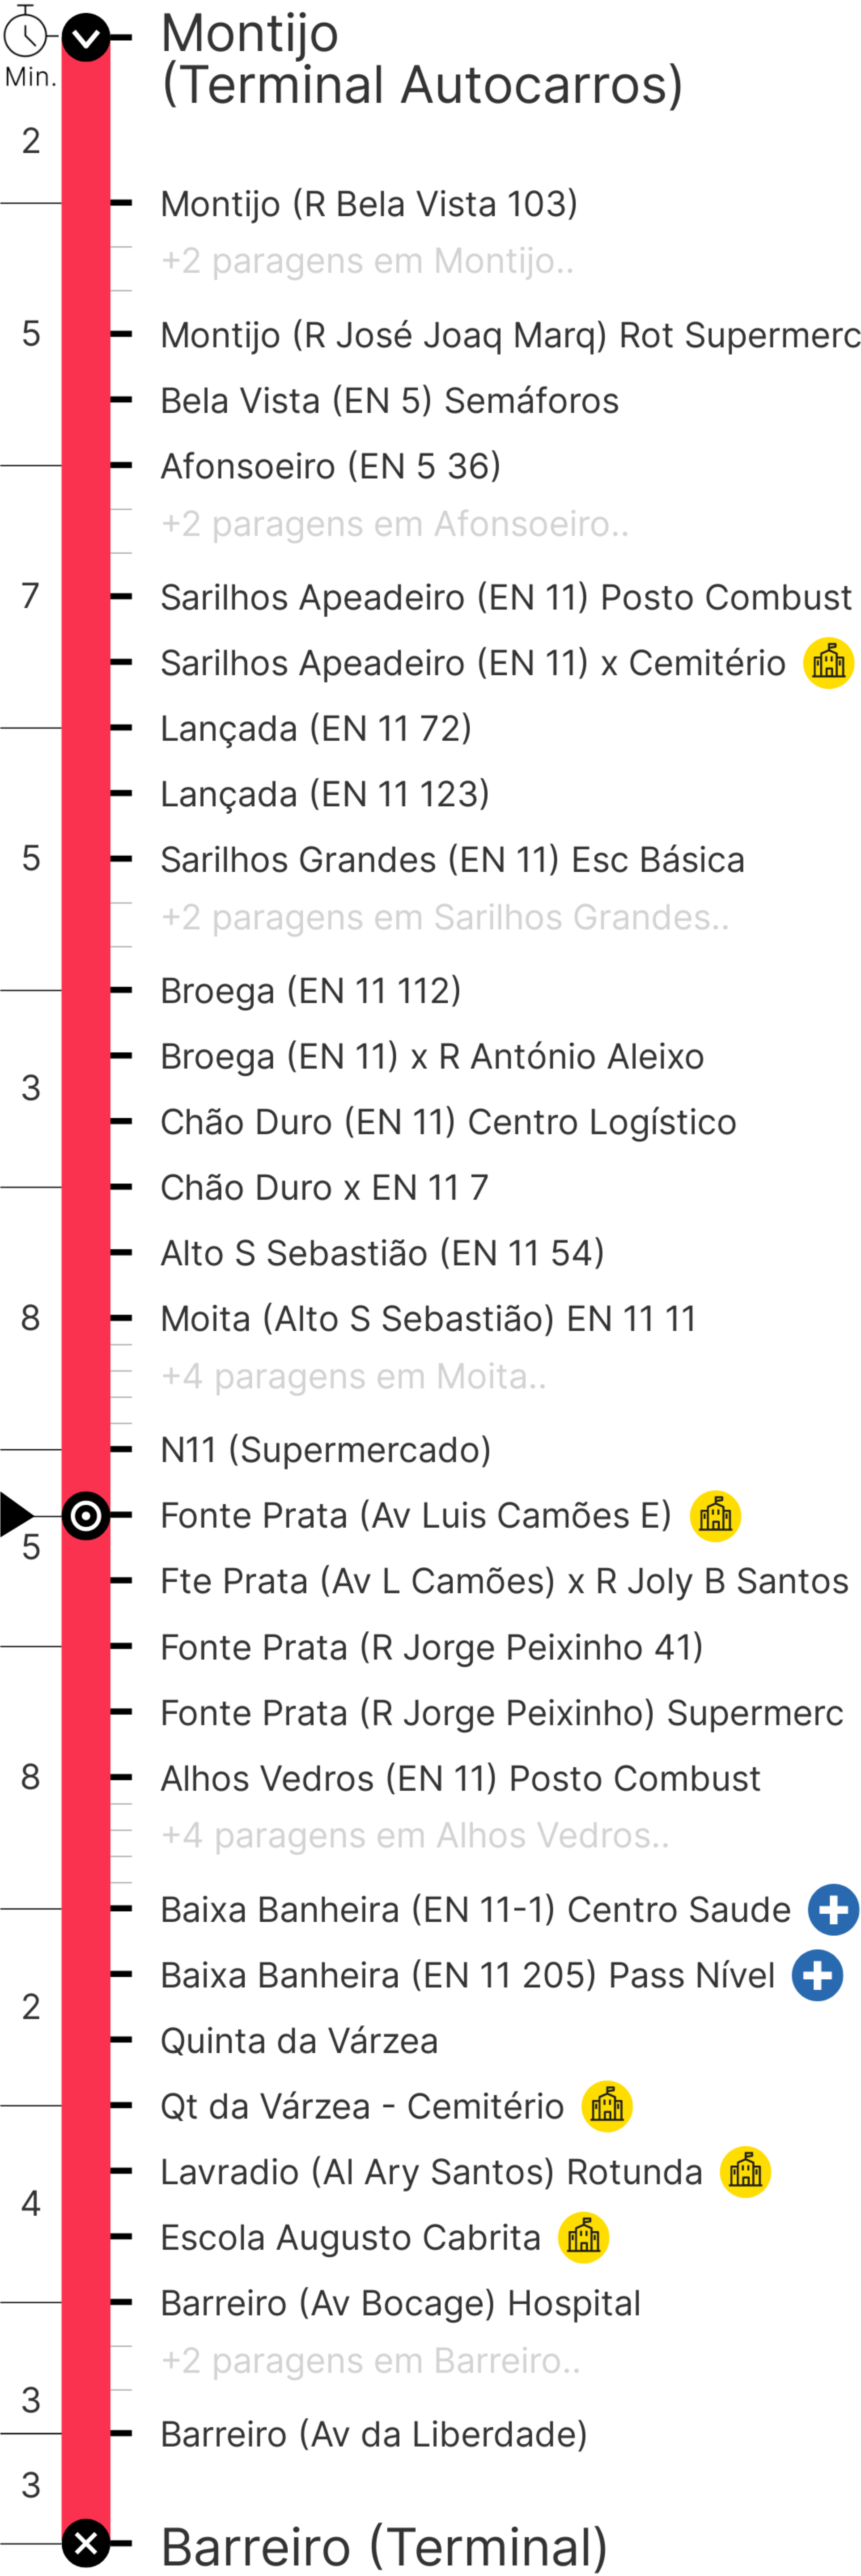 Min.
Montijo
(Terminal Autocarros)
2
Montijo (R Bela Vista 103)
+2 paragens em Montijo..
5
Montijo (R José Joaq Marq) Rot Supermerc
Bela Vista (EN 5) Semáforos
Afonsoeiro (EN 5 36)
+2 paragens em Afonsoeiro..
7
Sarilhos Apeadeiro (EN 11) Posto Combust
Sarilhos Apeadeiro (EN 11) x Cemitério
Lançada (EN 11 72)
Lançada (EN 11 123)
5
Sarilhos Grandes (EN 11) Esc Básica
+2 paragens em Sarilhos Grandes..
Broega (EN 11 112)
Broega (EN 11) x R António Aleixo
3
Chão Duro (EN 11) Centro Logístico
Chão Duro x EN 11 7
Alto S Sebastião (EN 11 54)
8
Moita (Alto S Sebastião) EN 11 11
+4 paragens em Moita..
N11 (Supermercado)
Fonte Prata (Av Luis Camões E)
5
Fte Prata (Av L Camões) x R Joly B Santos
Fonte Prata (R Jorge Peixinho 41)
Fonte Prata (R Jorge Peixinho) Supermerc
8
Alhos Vedros (EN 11) Posto Combust
+4 paragens em Alhos Vedros..
Baixa Banheira (EN 11-1) Centro Saude
Baixa Banheira (EN 11 205) Pass Nível
2
Quinta da Várzea
Qt da Várzea - Cemitério
Lavradio (Al Ary Santos) Rotunda
4
Escola Augusto Cabrita
Barreiro (Av Bocage) Hospital
+2 paragens em Barreiro..
3
Barreiro (Av da Liberdade)
3
Barreiro (Terminal)